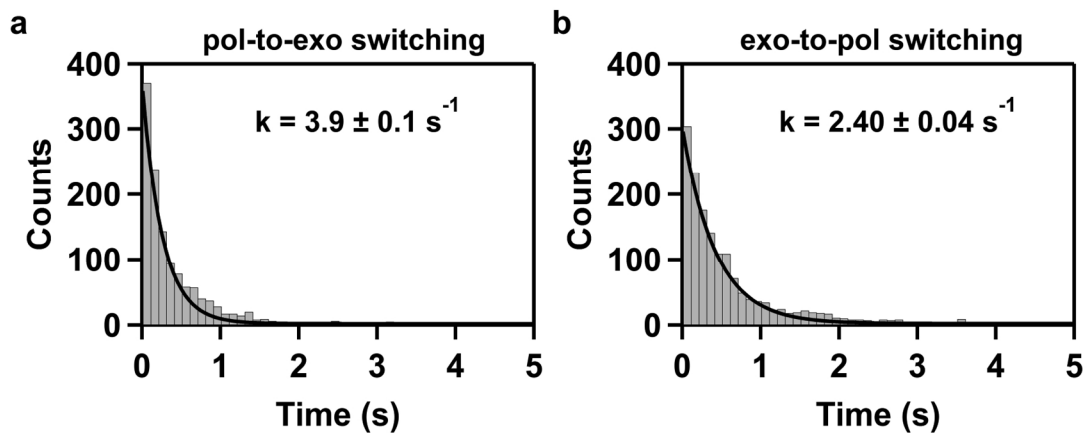 a
pol-to-exo switching
400
300
200
100
0
Counts
k = 3.9 ± 0.1 s⁻¹
0 1 2 3 4 5
Time (s)
b
exo-to-pol switching
400
300
200
100
0
Counts
k = 2.40 ± 0.04 s⁻¹
0 1 2 3 4 5
Time (s)